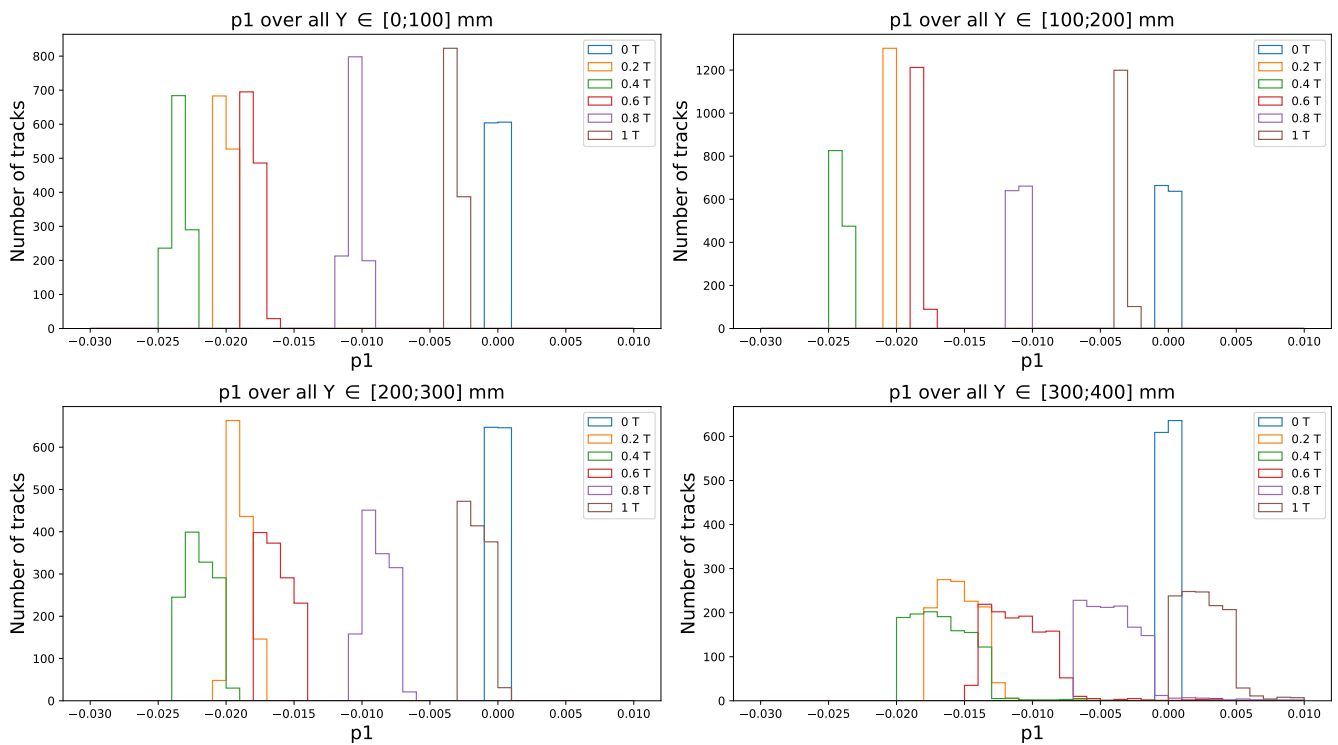 p1 over all Y ∈ [0;100] mm
Number of tracks
800
700
600
500
400
300
200
100
0
−0.030 −0.025 −0.020 −0.015 −0.010 −0.005 0.000 0.005 0.010
p1
0 T
0.2 T
0.4 T
0.6 T
0.8 T
1 T
p1 over all Y ∈ [100;200] mm
Number of tracks
1200
1000
800
600
400
200
0
−0.030 −0.025 −0.020 −0.015 −0.010 −0.005 0.000 0.005 0.010
p1
0 T
0.2 T
0.4 T
0.6 T
0.8 T
1 T
p1 over all Y ∈ [200;300] mm
Number of tracks
600
500
400
300
200
100
0
−0.030 −0.025 −0.020 −0.015 −0.010 −0.005 0.000 0.005 0.010
p1
0 T
0.2 T
0.4 T
0.6 T
0.8 T
1 T
p1 over all Y ∈ [300;400] mm
Number of tracks
600
500
400
300
200
100
0
−0.030 −0.025 −0.020 −0.015 −0.010 −0.005 0.000 0.005 0.010
p1
0 T
0.2 T
0.4 T
0.6 T
0.8 T
1 T